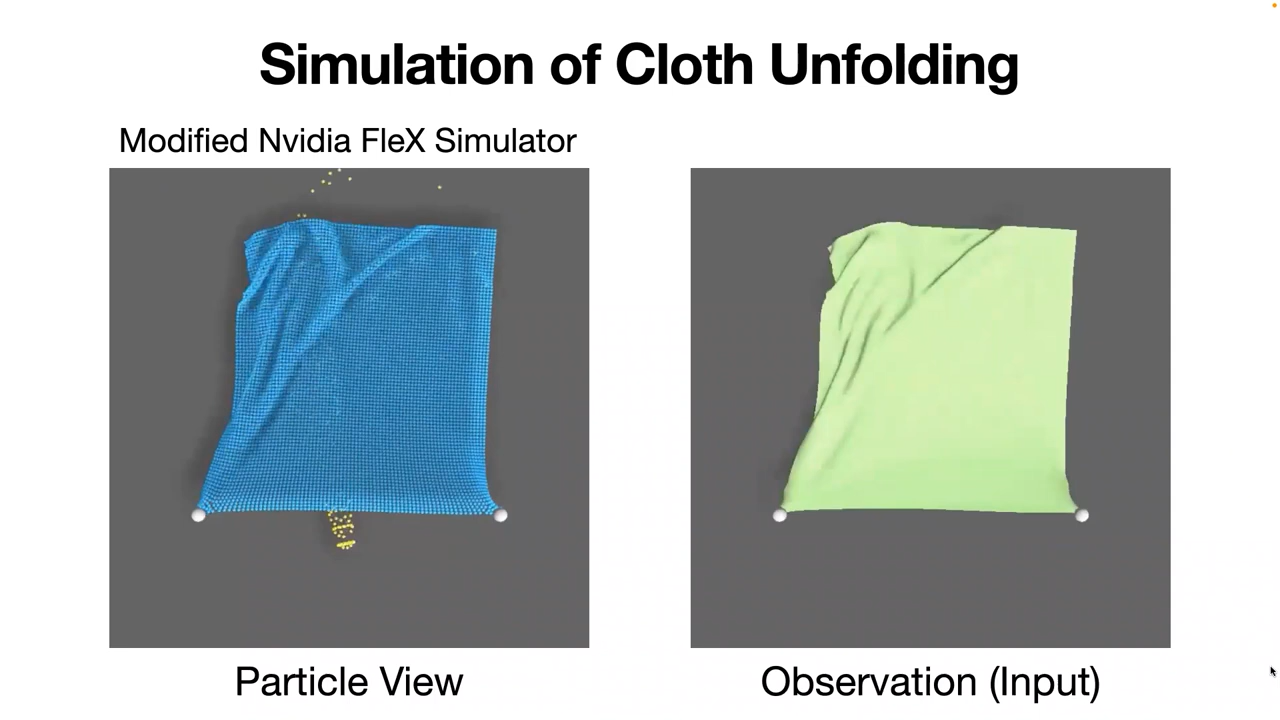 Simulation of Cloth Unfolding
Modified Nvidia FleX Simulator
Particle View
Observation (Input)